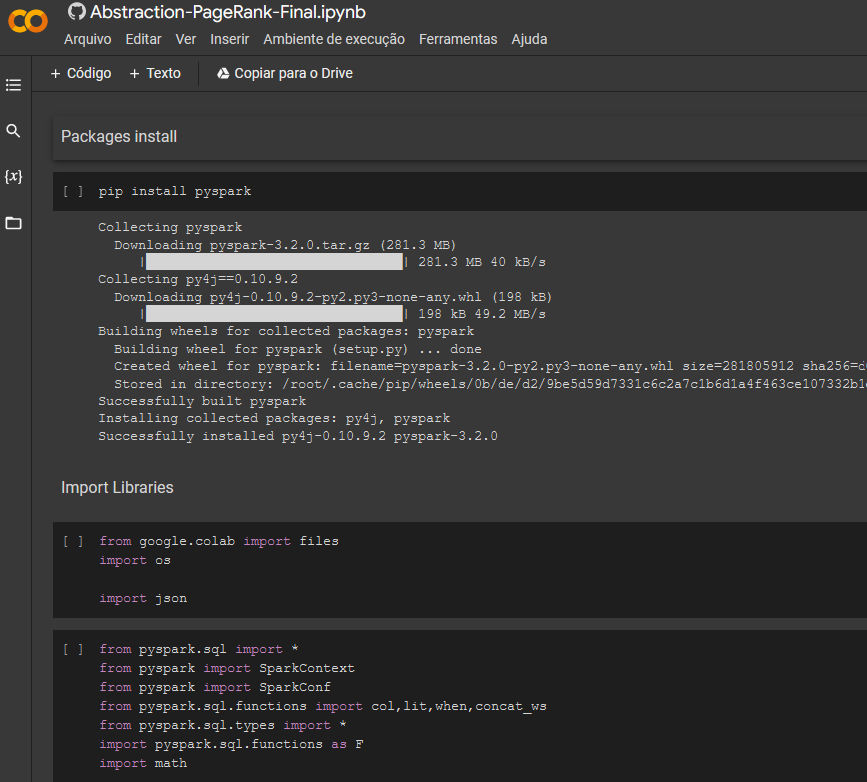 Abstraction-PageRank-Final.ipynb
Arquivo Editar Ver Inserir Ambiente de execução Ferramentas Ajuda
+ Código + Texto Copiar para o Drive
{x}
Packages install
[ ] pip install pyspark
Collecting pyspark
Downloading pyspark-3.2.0.tar.gz (281.3 MB)
| | 281.3 MB 40 kB/s
Collecting py4j==0.10.9.2
Downloading py4j-0.10.9.2-py2.py3-none-any.whl (198 kB)
| | 198 kB 49.2 MB/s
Building wheels for collected packages: pyspark
Building wheel for pyspark (setup.py) ... done
Created wheel for pyspark: filename=pyspark-3.2.0-py2.py3-none-any.whl size=281805912
Stored in directory: /root/.cache/pip/wheels/0b/de/d2/9be5d59d7331c6c2a7c1b6d1a4f463ce107332b1
Successfully built pyspark
Installing collected packages: py4j, pyspark
Successfully installed py4j-0.10.9.2 pyspark-3.2.0
Import Libraries
[ ] from google.colab import files
import os
import json
[ ] from pyspark.sql import *
from pyspark import SparkContext
from pyspark import SparkConf
from pyspark.sql.functions import col,lit,when,concat_ws
from pyspark.sql.types import *
import pyspark.sql.functions as F
import math